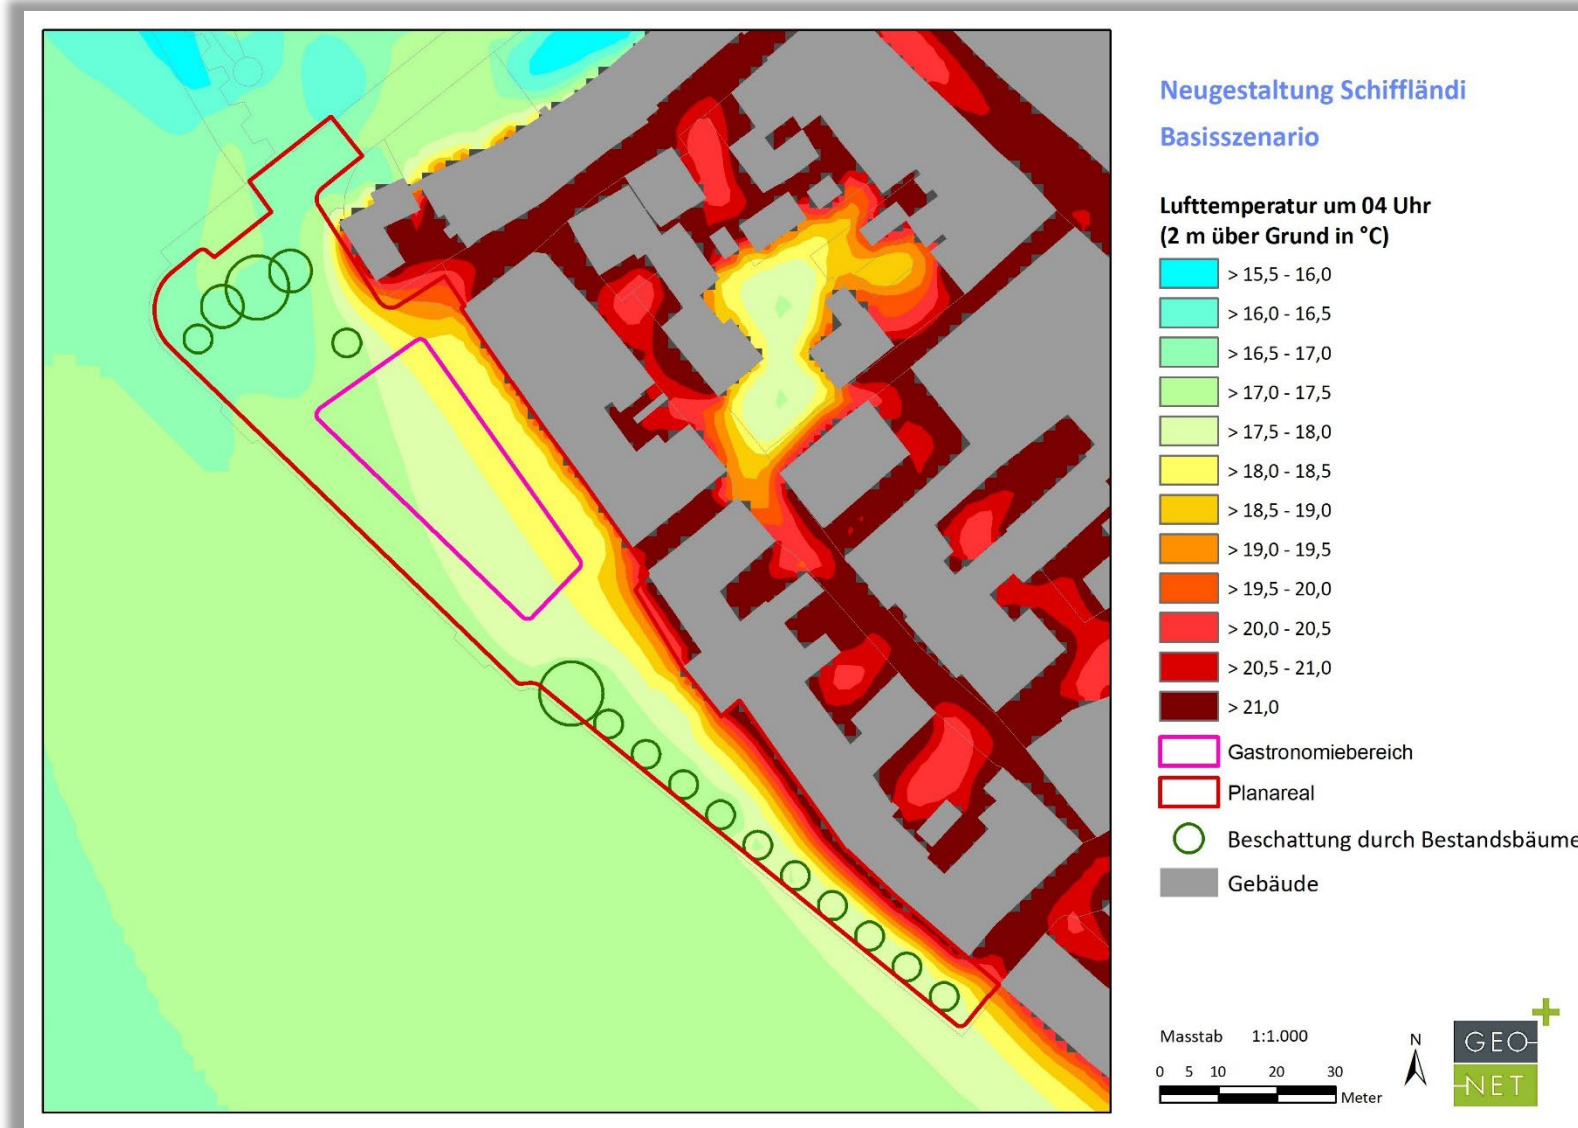 Neugestaltung Schiffländi
Basisszenario
Lufttemperatur um 04 Uhr
(2 m über Grund in °C)
> 15,5 - 16,0
> 16,0 - 16,5
> 16,5 - 17,0
> 17,0 - 17,5
> 17,5 - 18,0
> 18,0 - 18,5
> 18,5 - 19,0
> 19,0 - 19,5
> 19,5 - 20,0
> 20,0 - 20,5
> 20,5 - 21,0
> 21,0
Gastronomiebereich
Planareal
Beschattung durch Bestandsbäume
Gebäude
Masstab 1:1.000
0 5 10 20 30
Meter
N
GEO
NET